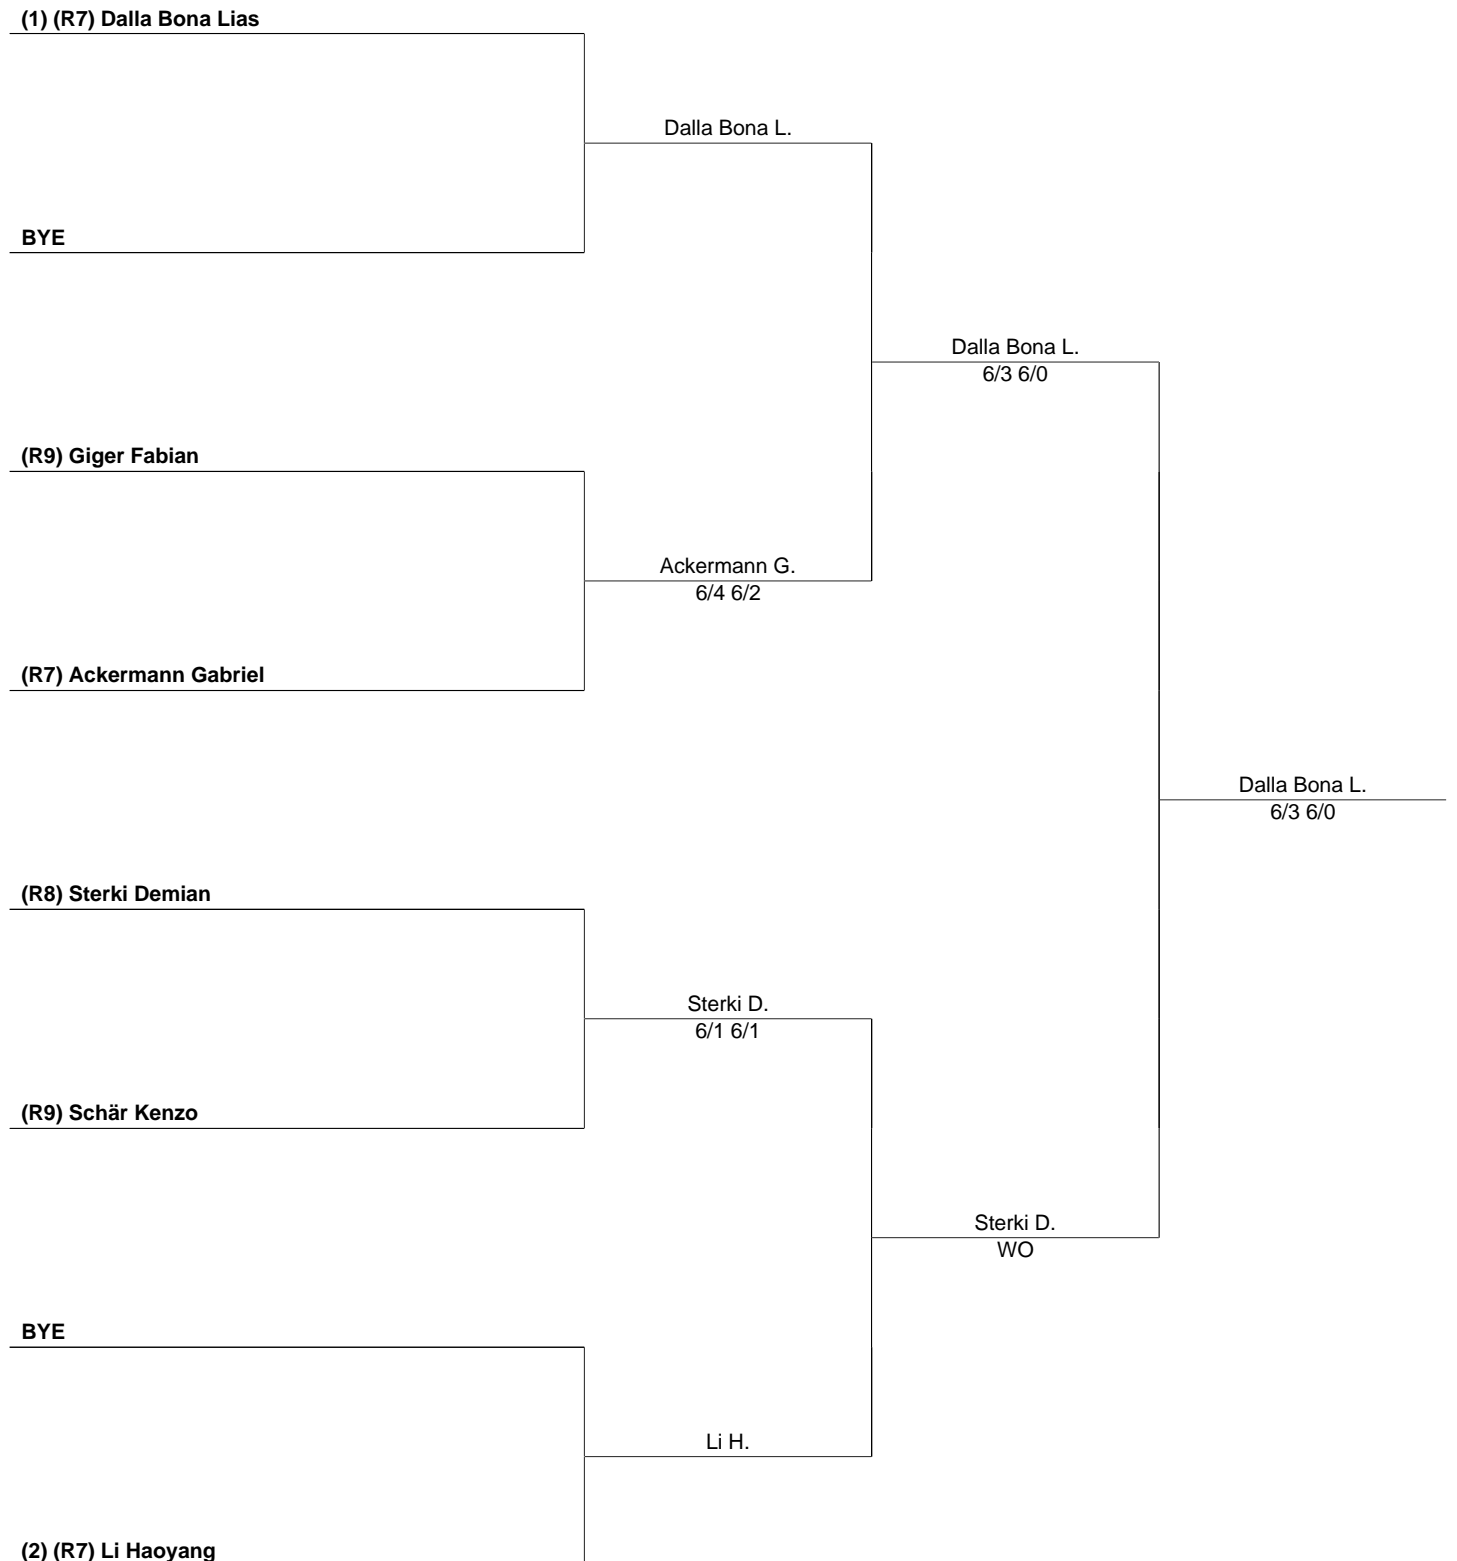 (1) (R7) Dalla Bona Lias
Dalla Bona L.
BYE
Dalla Bona L.
6/3 6/0
(R9) Giger Fabian
Ackermann G.
6/4 6/2
(R7) Ackermann Gabriel
Dalla Bona L.
6/3 6/0
(R8) Sterki Demian
Sterki D.
6/1 6/1
(R9) Schär Kenzo
Sterki D.
WO
BYE
Li H.
(2) (R7) Li Haoyang